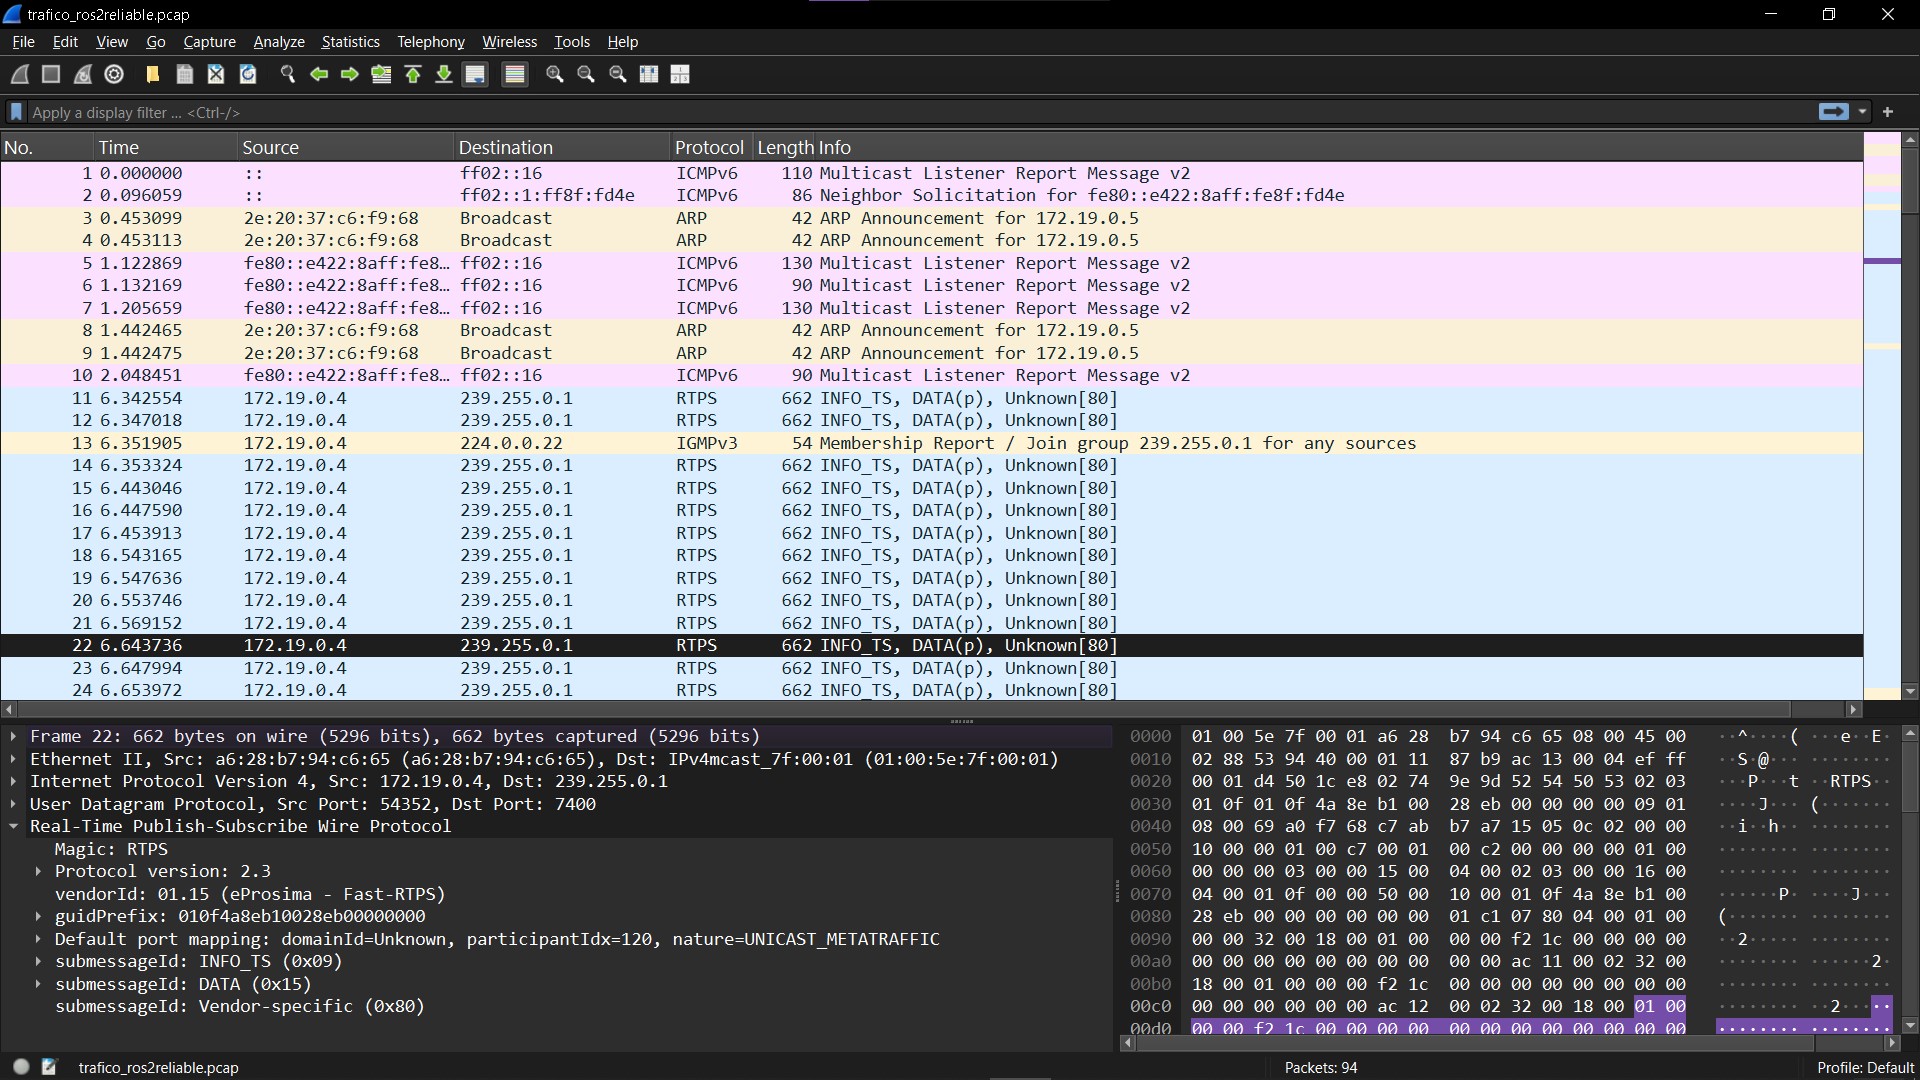 trafico_ros2reliable.pcap
File Edit View Go Capture Analyze Statistics Telephony Wireless Tools Help
Apply a display filter ... <Ctrl-/>
No. Time Source Destination Protocol Length Info
1 0.000000 :: ff02::16 ICMPv6 110 Multicast Listener Report Message v2
2 0.096059 :: ff02::1:ff8f:fd4e ICMPv6 86 Neighbor Solicitation for fe80::e422:8aff:fe8f:fd4e
3 0.453099 2e:20:37:c6:f9:68 Broadcast ARP 42 ARP Announcement for 172.19.0.5
4 0.453113 2e:20:37:c6:f9:68 Broadcast ARP 42 ARP Announcement for 172.19.0.5
5 1.122869 fe80::e422:8aff:fe8… ff02::16 ICMPv6 130 Multicast Listener Report Message v2
6 1.132169 fe80::e422:8aff:fe8… ff02::16 ICMPv6 90 Multicast Listener Report Message v2
7 1.205659 fe80::e422:8aff:fe8… ff02::16 ICMPv6 130 Multicast Listener Report Message v2
8 1.442465 2e:20:37:c6:f9:68 Broadcast ARP 42 ARP Announcement for 172.19.0.5
9 1.442475 2e:20:37:c6:f9:68 Broadcast ARP 42 ARP Announcement for 172.19.0.5
10 2.048451 fe80::e422:8aff:fe8… ff02::16 ICMPv6 90 Multicast Listener Report Message v2
11 6.342554 172.19.0.4 239.255.0.1 RTPS 662 INFO_TS, DATA(p), Unknown[80]
12 6.347018 172.19.0.4 239.255.0.1 RTPS 662 INFO_TS, DATA(p), Unknown[80]
13 6.351905 172.19.0.4 224.0.0.22 IGMPv3 54 Membership Report / Join group 239.255.0.1 for any sources
14 6.353324 172.19.0.4 239.255.0.1 RTPS 662 INFO_TS, DATA(p), Unknown[80]
15 6.443046 172.19.0.4 239.255.0.1 RTPS 662 INFO_TS, DATA(p), Unknown[80]
16 6.447590 172.19.0.4 239.255.0.1 RTPS 662 INFO_TS, DATA(p), Unknown[80]
17 6.453913 172.19.0.4 239.255.0.1 RTPS 662 INFO_TS, DATA(p), Unknown[80]
18 6.543165 172.19.0.4 239.255.0.1 RTPS 662 INFO_TS, DATA(p), Unknown[80]
19 6.547636 172.19.0.4 239.255.0.1 RTPS 662 INFO_TS, DATA(p), Unknown[80]
20 6.553746 172.19.0.4 239.255.0.1 RTPS 662 INFO_TS, DATA(p), Unknown[80]
21 6.569152 172.19.0.4 239.255.0.1 RTPS 662 INFO_TS, DATA(p), Unknown[80]
22 6.643736 172.19.0.4 239.255.0.1 RTPS 662 INFO_TS, DATA(p), Unknown[80]
23 6.647994 172.19.0.4 239.255.0.1 RTPS 662 INFO_TS, DATA(p), Unknown[80]
24 6.653972 172.19.0.4 239.255.0.1 RTPS 662 INFO_TS, DATA(p), Unknown[80]
Frame 22: 662 bytes on wire (5296 bits), 662 bytes captured (5296 bits)
Ethernet II, Src: a6:28:b7:94:c6:65 (a6:28:b7:94:c6:65), Dst: IPv4mcast_7f:00:01 (01:00:5e:7f:00:01)
Internet Protocol Version 4, Src: 172.19.0.4, Dst: 239.255.0.1
User Datagram Protocol, Src Port: 54352, Dst Port: 7400
Real-Time Publish-Subscribe Wire Protocol
Magic: RTPS
Protocol version: 2.3
vendorId: 01.15 (eProsima - Fast-RTPS)
guidPrefix: 010f4a8eb10028eb00000000
Default port mapping: domainId=Unknown, participantIdx=120, nature=UNICAST_METATRAFFIC
submessageId: INFO_TS (0x09)
submessageId: DATA (0x15)
submessageId: Vendor-specific (0x80)
0000 01 00 5e 7f 00 01 a6 28 b7 94 c6 65 08 00 45 00 ··^····( ···e··E·
0010 02 88 53 94 40 00 01 11 87 b9 ac 13 00 04 ef ff ··S·@··· ········
0020 00 01 d4 50 1c e8 02 74 9e 9d 52 54 50 53 02 03 ···P···t ··RTPS··
0030 01 0f 01 0f 4a 8e b1 00 28 eb 00 00 00 00 09 01 ····J··· (·······
0040 08 00 69 a0 f7 68 c7 ab b7 a7 15 05 0c 02 00 00 ··i··h·· ········
0050 10 00 00 01 00 c7 00 01 00 c2 00 00 00 00 01 00 ········ ········
0060 00 00 00 03 00 00 15 00 04 00 02 03 00 00 16 00 ········ ········
0070 04 00 01 0f 00 00 50 00 10 00 01 0f 4a 8e b1 00 ······P· ····J···
0080 28 eb 00 00 00 00 00 00 01 c1 07 80 04 00 01 00 (······· ········
0090 00 00 32 00 18 00 01 00 00 00 f2 1c 00 00 00 00 ··2····· ········
00a0 00 00 00 00 00 00 00 00 00 00 ac 11 00 02 32 00 ········ ······2·
00b0 18 00 01 00 00 00 f2 1c 00 00 00 00 00 00 00 00 ········ ········
00c0 00 00 00 00 00 00 ac 12 00 02 32 00 18 00 01 00 ········ ··2·····
00d0 00 00 f2 1c 00 00 00 00 00 00 00 00 00 00 00 00 ········ ········
trafico_ros2reliable.pcap Packets: 94 Profile: Default